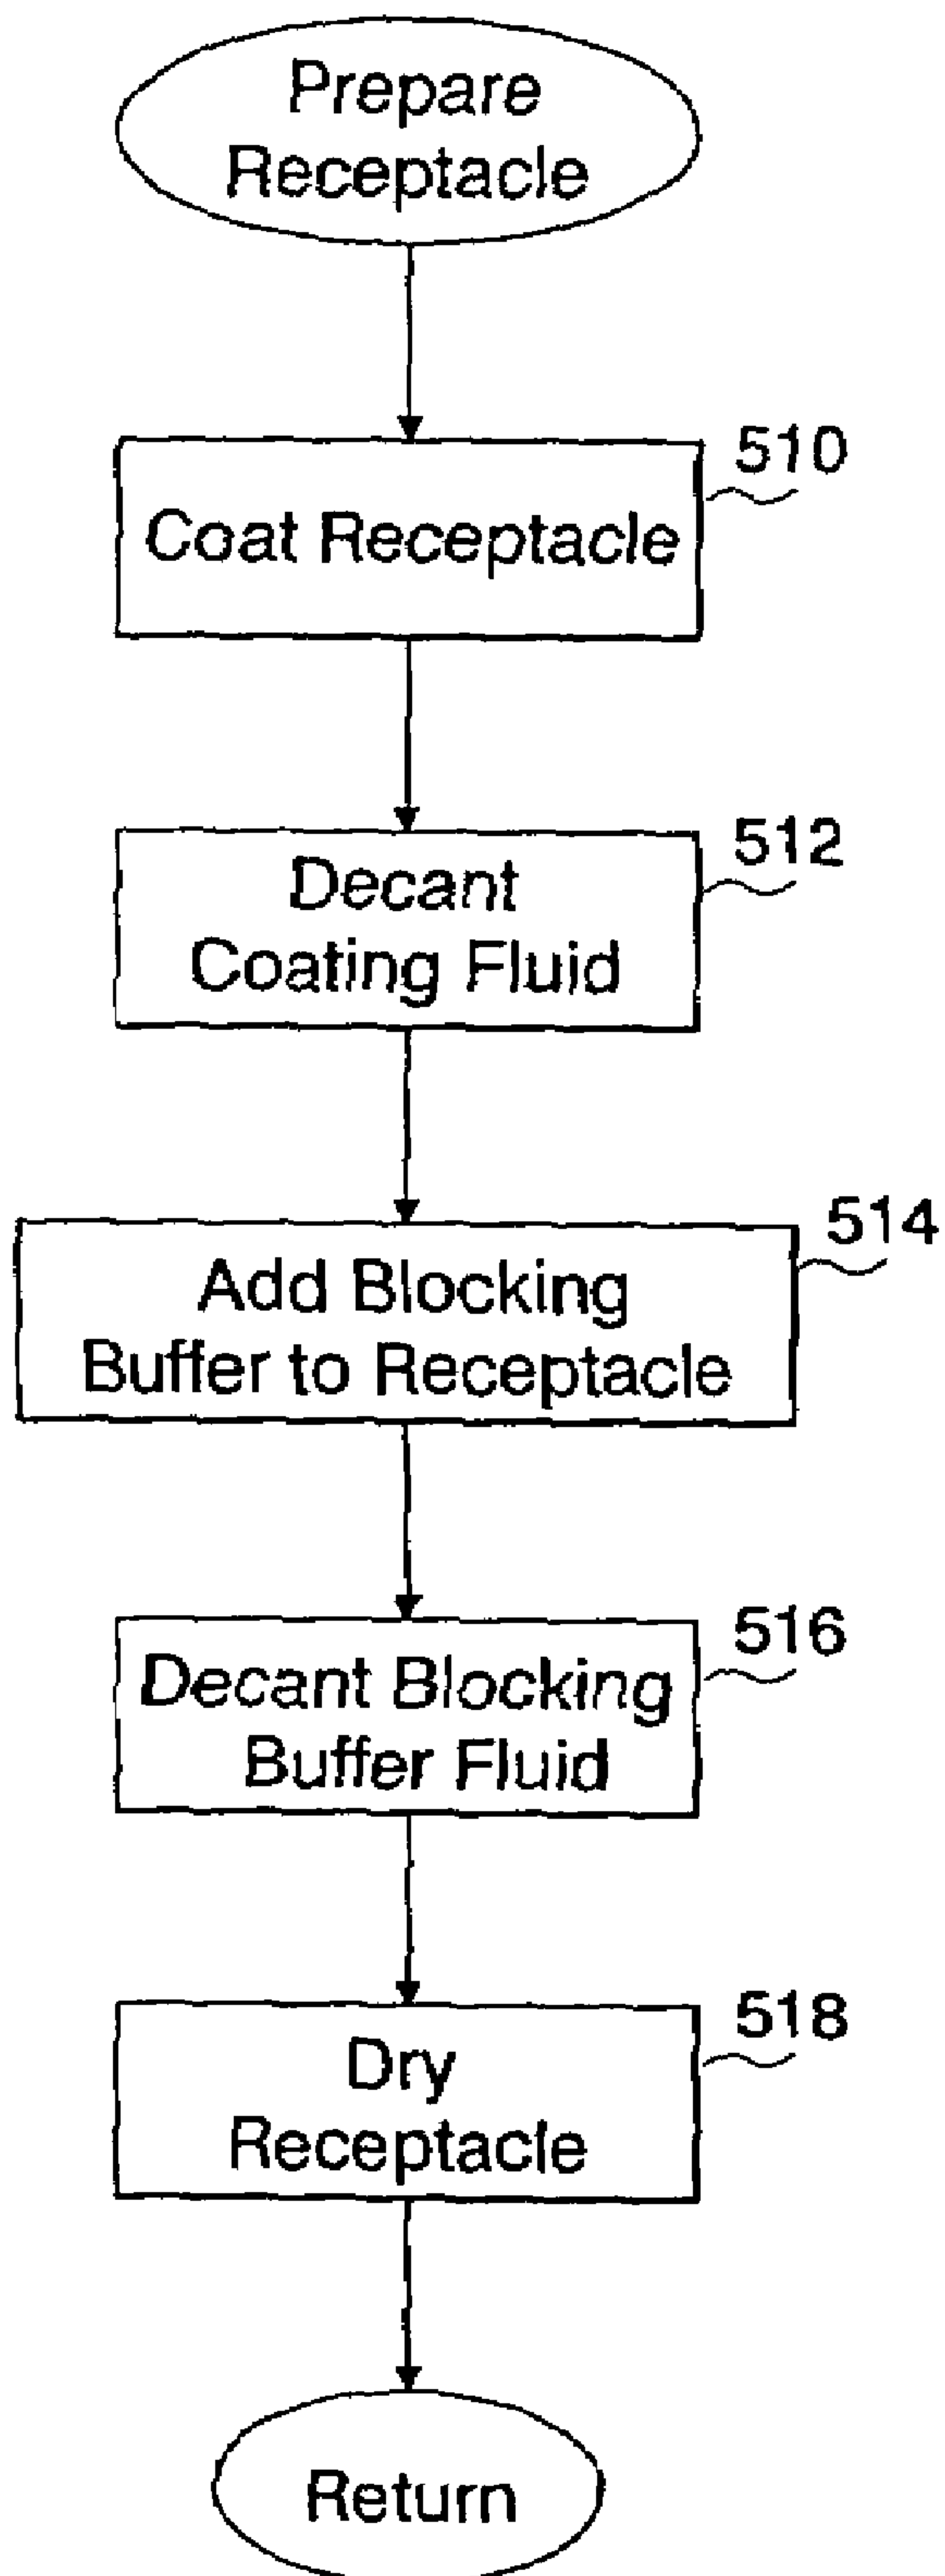 Prepare
Receptacle
510
Coat Receptacle
512
Decant
Coating Fluid
514
Add Blocking
Buffer to Receptacle
516
Decant Blocking
Buffer Fluid
518
Dry
Receptacle
Return